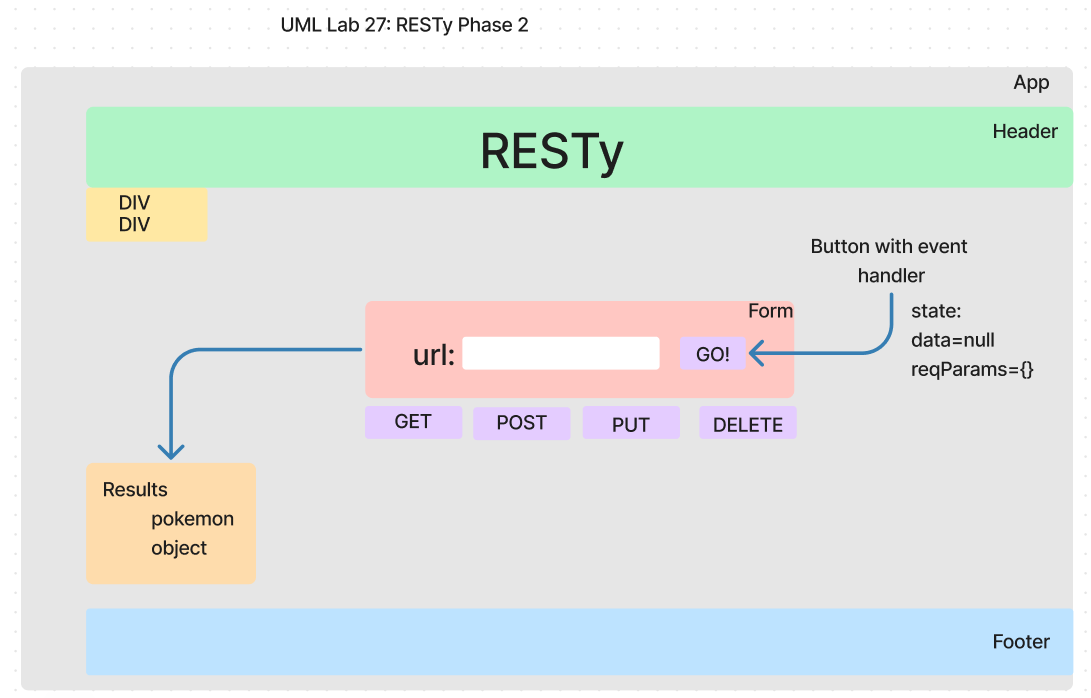 UML Lab 27: RESTy Phase 2
App
Header
RESTy
DIV
DIV
Button with event
handler
state:
data=null
reqParams={}
Form
url:
GO!
GET
POST
PUT
DELETE
Results
pokemon
object
Footer